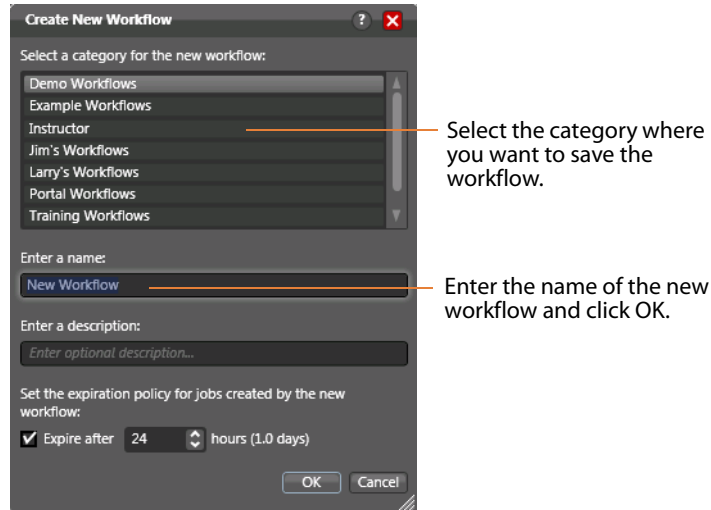 Create New Workflow
?
Select a category for the new workflow:
Demo Workflows
Example Workflows
Instructor
Jim's Workflows
Larry's Workflows
Portal Workflows
Training Workflows
Select the category where
you want to save the
workflow.
Enter a name:
New Workflow
Enter the name of the new
workflow and click OK.
Enter a description:
Enter optional description...
Set the expiration policy for jobs created by the new
workflow:
Expire after 24 hours (1.0 days)
OK Cancel